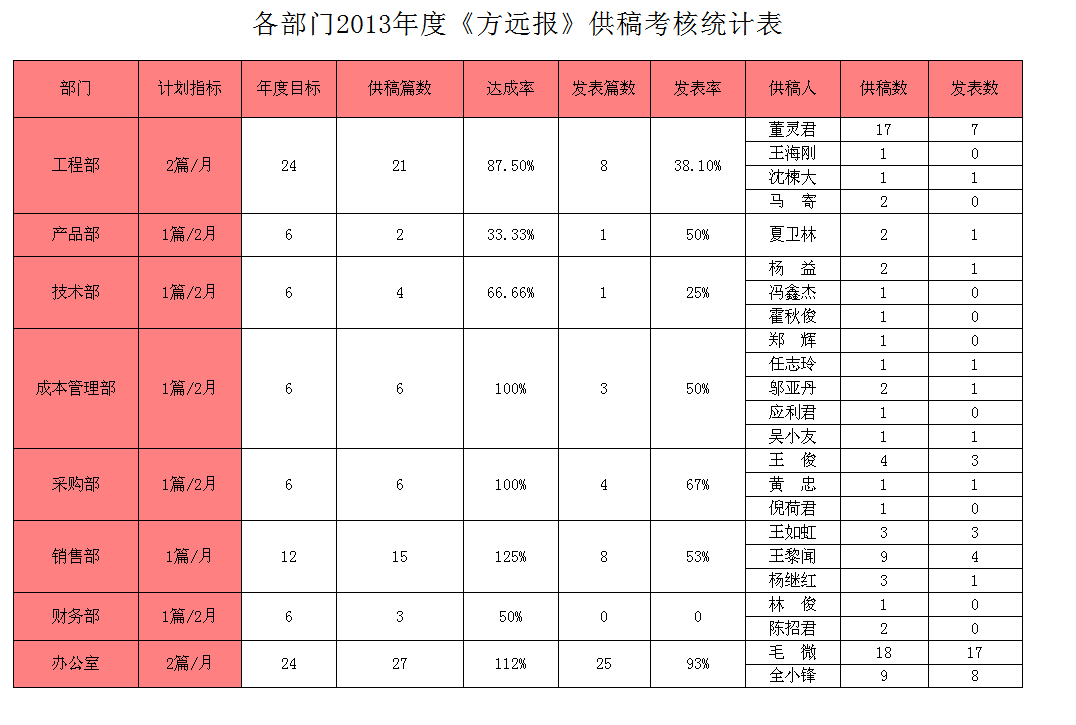 各部门2013年度《方远报》供稿考核统计表
部门 计划指标 年度目标 供稿篇数 达成率 发表篇数 发表率 供稿人 供稿数 发表数
工程部 2篇/月 24 21 87.50% 8 38.10% 董灵君 17 7
王海刚 1 0
沈楝大 1 1
马　寄 2 0
产品部 1篇/2月 6 2 33.33% 1 50% 夏卫林 2 1
技术部 1篇/2月 6 4 66.66% 1 25% 杨　益 2 1
冯鑫杰 1 0
霍秋俊 1 0
成本管理部 1篇/2月 6 6 100% 3 50% 郑　辉 1 0
任志玲 1 1
邬亚丹 2 1
应利君 1 0
吴小友 1 1
采购部 1篇/2月 6 6 100% 4 67% 王　俊 4 3
黄　忠 1 1
倪荷君 1 0
销售部 1篇/月 12 15 125% 8 53% 王如虹 3 3
王黎闻 9 4
杨继红 3 1
财务部 1篇/2月 6 3 50% 0 0 林　俊 1 0
陈招君 2 0
办公室 2篇/月 24 27 112% 25 93% 毛　微 18 17
全小锋 9 8